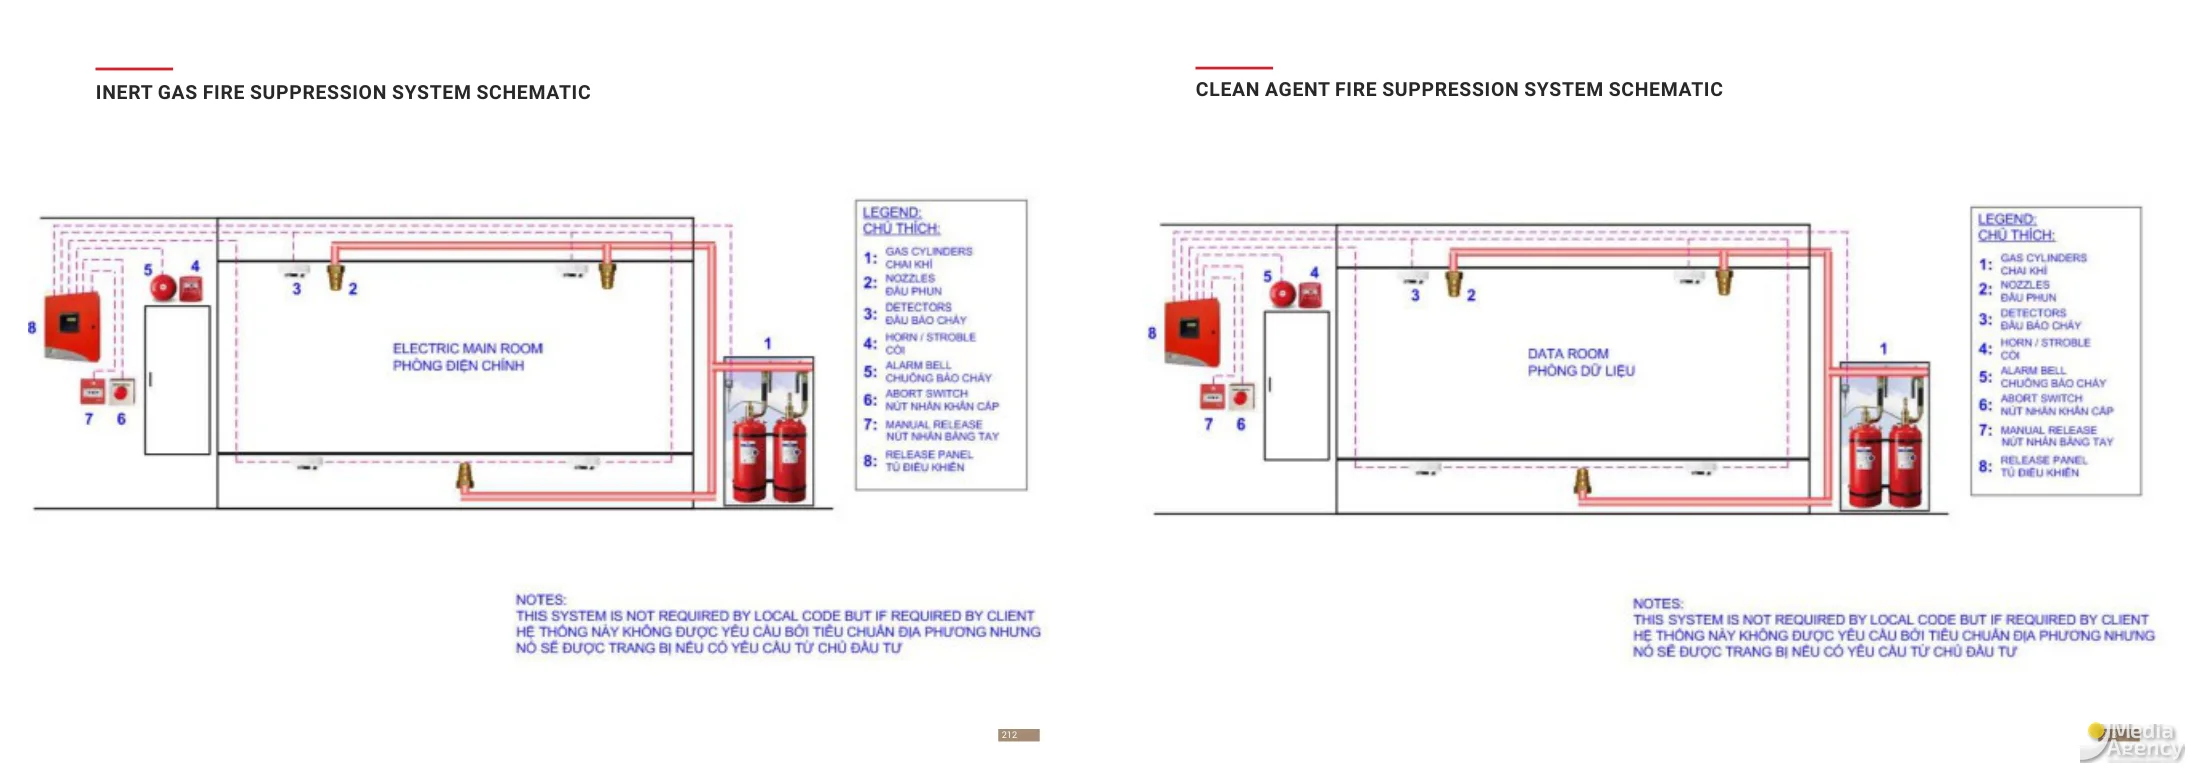 INERT GAS FIRE SUPPRESSION SYSTEM SCHEMATIC
5
4
3
2
8
7
6
1
ELECTRIC MAIN ROOM
PHÒNG ĐIỆN CHÍNH
LEGEND:
CHÚ THÍCH:
1: GAS CYLINDERS
CHAI KHÍ
2: NOZZLES
ĐẦU PHUN
3: DETECTORS
ĐẦU BÁO CHÁY
4: HORN / STROBLE
CÒI
5: ALARM BELL
CHUÔNG BÁO CHÁY
6: ABORT SWITCH
NÚT NHẤN KHẨN CẤP
7: MANUAL RELEASE
NÚT NHẤN BẰNG TAY
8: RELEASE PANEL
TỦ ĐIỀU KHIỂN
NOTES:
THIS SYSTEM IS NOT REQUIRED BY LOCAL CODE BUT IF REQUIRED BY CLIENT
HỆ THỐNG NÀY KHÔNG ĐƯỢC YÊU CẦU BỞI TIÊU CHUẨN ĐỊA PHƯƠNG NHƯNG
NÓ SẼ ĐƯỢC TRANG BỊ NẾU CÓ YÊU CẦU TỪ CHỦ ĐẦU TƯ
212
CLEAN AGENT FIRE SUPPRESSION SYSTEM SCHEMATIC
5
4
3
2
8
7
6
1
DATA ROOM
PHÒNG DỮ LIỆU
LEGEND:
CHÚ THÍCH:
1: GAS CYLINDERS
CHAI KHÍ
2: NOZZLES
ĐẦU PHUN
3: DETECTORS
ĐẦU BÁO CHÁY
4: HORN / STROBLE
CÒI
5: ALARM BELL
CHUÔNG BÁO CHÁY
6: ABORT SWITCH
NÚT NHẤN KHẨN CẤP
7: MANUAL RELEASE
NÚT NHẤN BẰNG TAY
8: RELEASE PANEL
TỦ ĐIỀU KHIỂN
NOTES:
THIS SYSTEM IS NOT REQUIRED BY LOCAL CODE BUT IF REQUIRED BY CLIENT
HỆ THỐNG NÀY KHÔNG ĐƯỢC YÊU CẦU BỞI TIÊU CHUẨN ĐỊA PHƯƠNG NHƯNG
NÓ SẼ ĐƯỢC TRANG BỊ NẾU CÓ YÊU CẦU TỪ CHỦ ĐẦU TƯ
Media
Agency